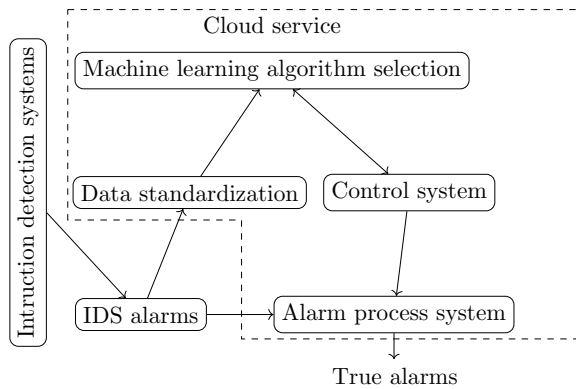 Cloud service
Machine learning algorithm selection
Intruction detection systems
Data standardization
Control system
IDS alarms
Alarm process system
True alarms